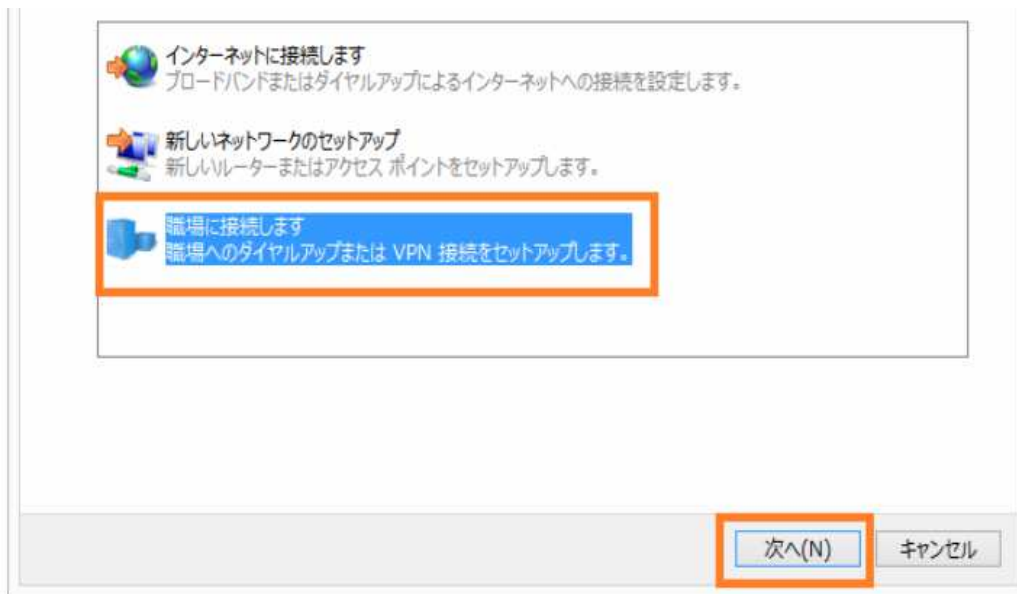 インターネットに接続します
ブロードバンドまたはダイヤルアップによるインターネットへの接続を設定します。
新しいネットワークのセットアップ
新しいルーターまたはアクセス ポイントをセットアップします。
職場に接続します
職場へのダイヤルアップまたは VPN 接続をセットアップします。
次へ(N)
キャンセル